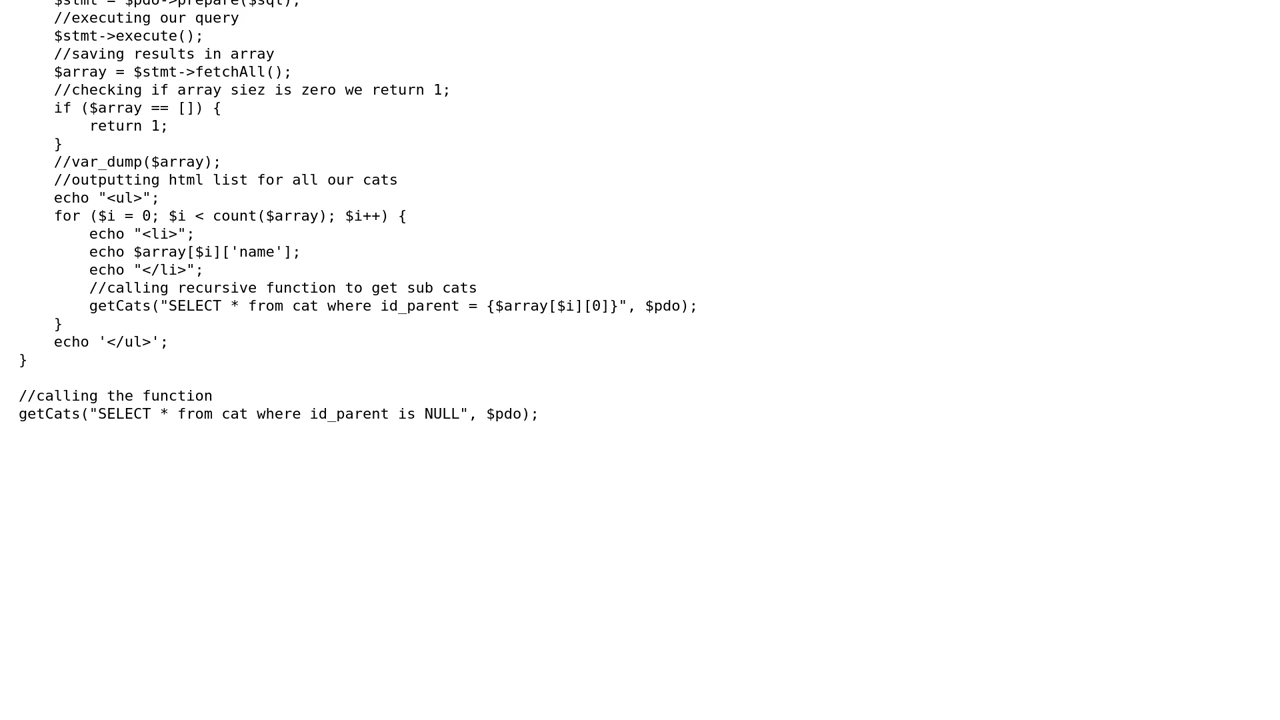 $stmt = $pdo->prepare($sql);
    //executing our query
    $stmt->execute();
    //saving results in array
    $array = $stmt->fetchAll();
    //checking if array siez is zero we return 1;
    if ($array == []) {
        return 1;
    }
    //var_dump($array);
    //outputting html list for all our cats
    echo "<ul>";
    for ($i = 0; $i < count($array); $i++) {
        echo "<li>";
        echo $array[$i]['name'];
        echo "</li>";
        //calling recursive function to get sub cats
        getCats("SELECT * from cat where id_parent = {$array[$i][0]}", $pdo);
    }
    echo '</ul>';
}

//calling the function
getCats("SELECT * from cat where id_parent is NULL", $pdo);